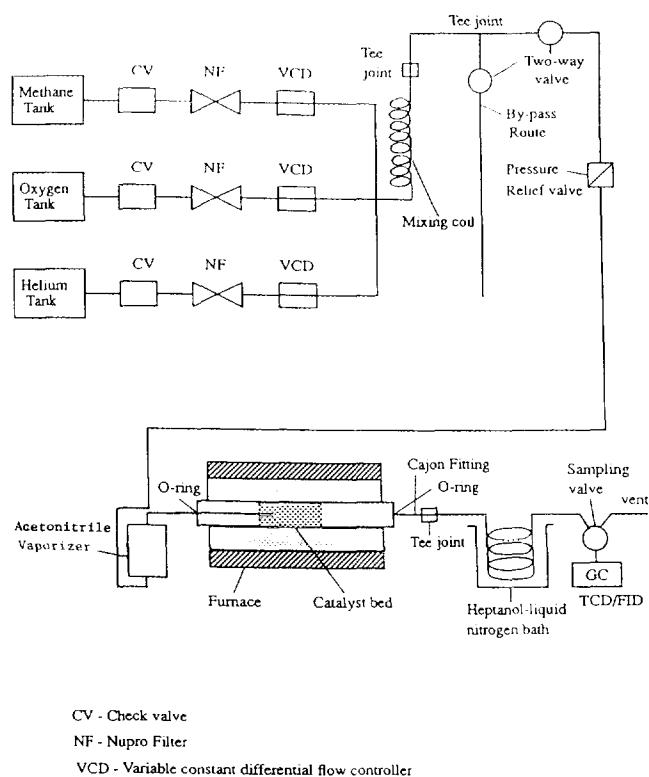 Tee joint
Tee
joint
Two-way
valve
CV
NF
VCD
Methane
Tank
By-pass
Route
CV
NF
VCD
Oxygen
Tank
Pressure
Relief valve
Mixing coil
CV
NF
VCD
Helium
Tank
Cajon Fitting
O-ring
O-ring
Sampling
valve
vent
Acetonitrile
Vaporizer
Tee joint
GC
TCD/FID
Furnace
Catalyst bed
Heptanol-liquid
nitrogen bath
CV - Check valve
NF - Nupro Filter
VCD - Variable constant differential flow controller